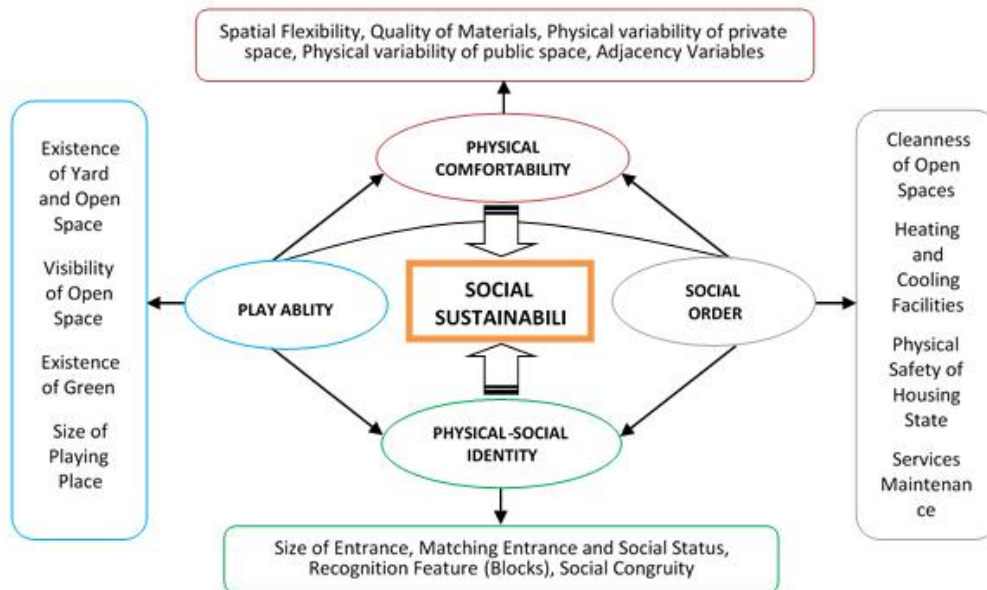 Spatial Flexibility, Quality of Materials, Physical variability of private
space, Physical variability of public space, Adjacency Variables
PHYSICAL
COMFORTABILITY
Existence
of Yard
and Open
Space
Visibility
of Open
Space
Existence
of Green
Size of
Playing
Place
PLAY ABLITY
SOCIAL
SUSTAINABILI
SOCIAL
ORDER
Cleanness
of Open
Spaces
Heating
and
Cooling
Facilities
Physical
Safety of
Housing
State
Services
Maintenan
ce
PHYSICAL-SOCIAL
IDENTITY
Size of Entrance, Matching Entrance and Social Status,
Recognition Feature (Blocks), Social Congruity